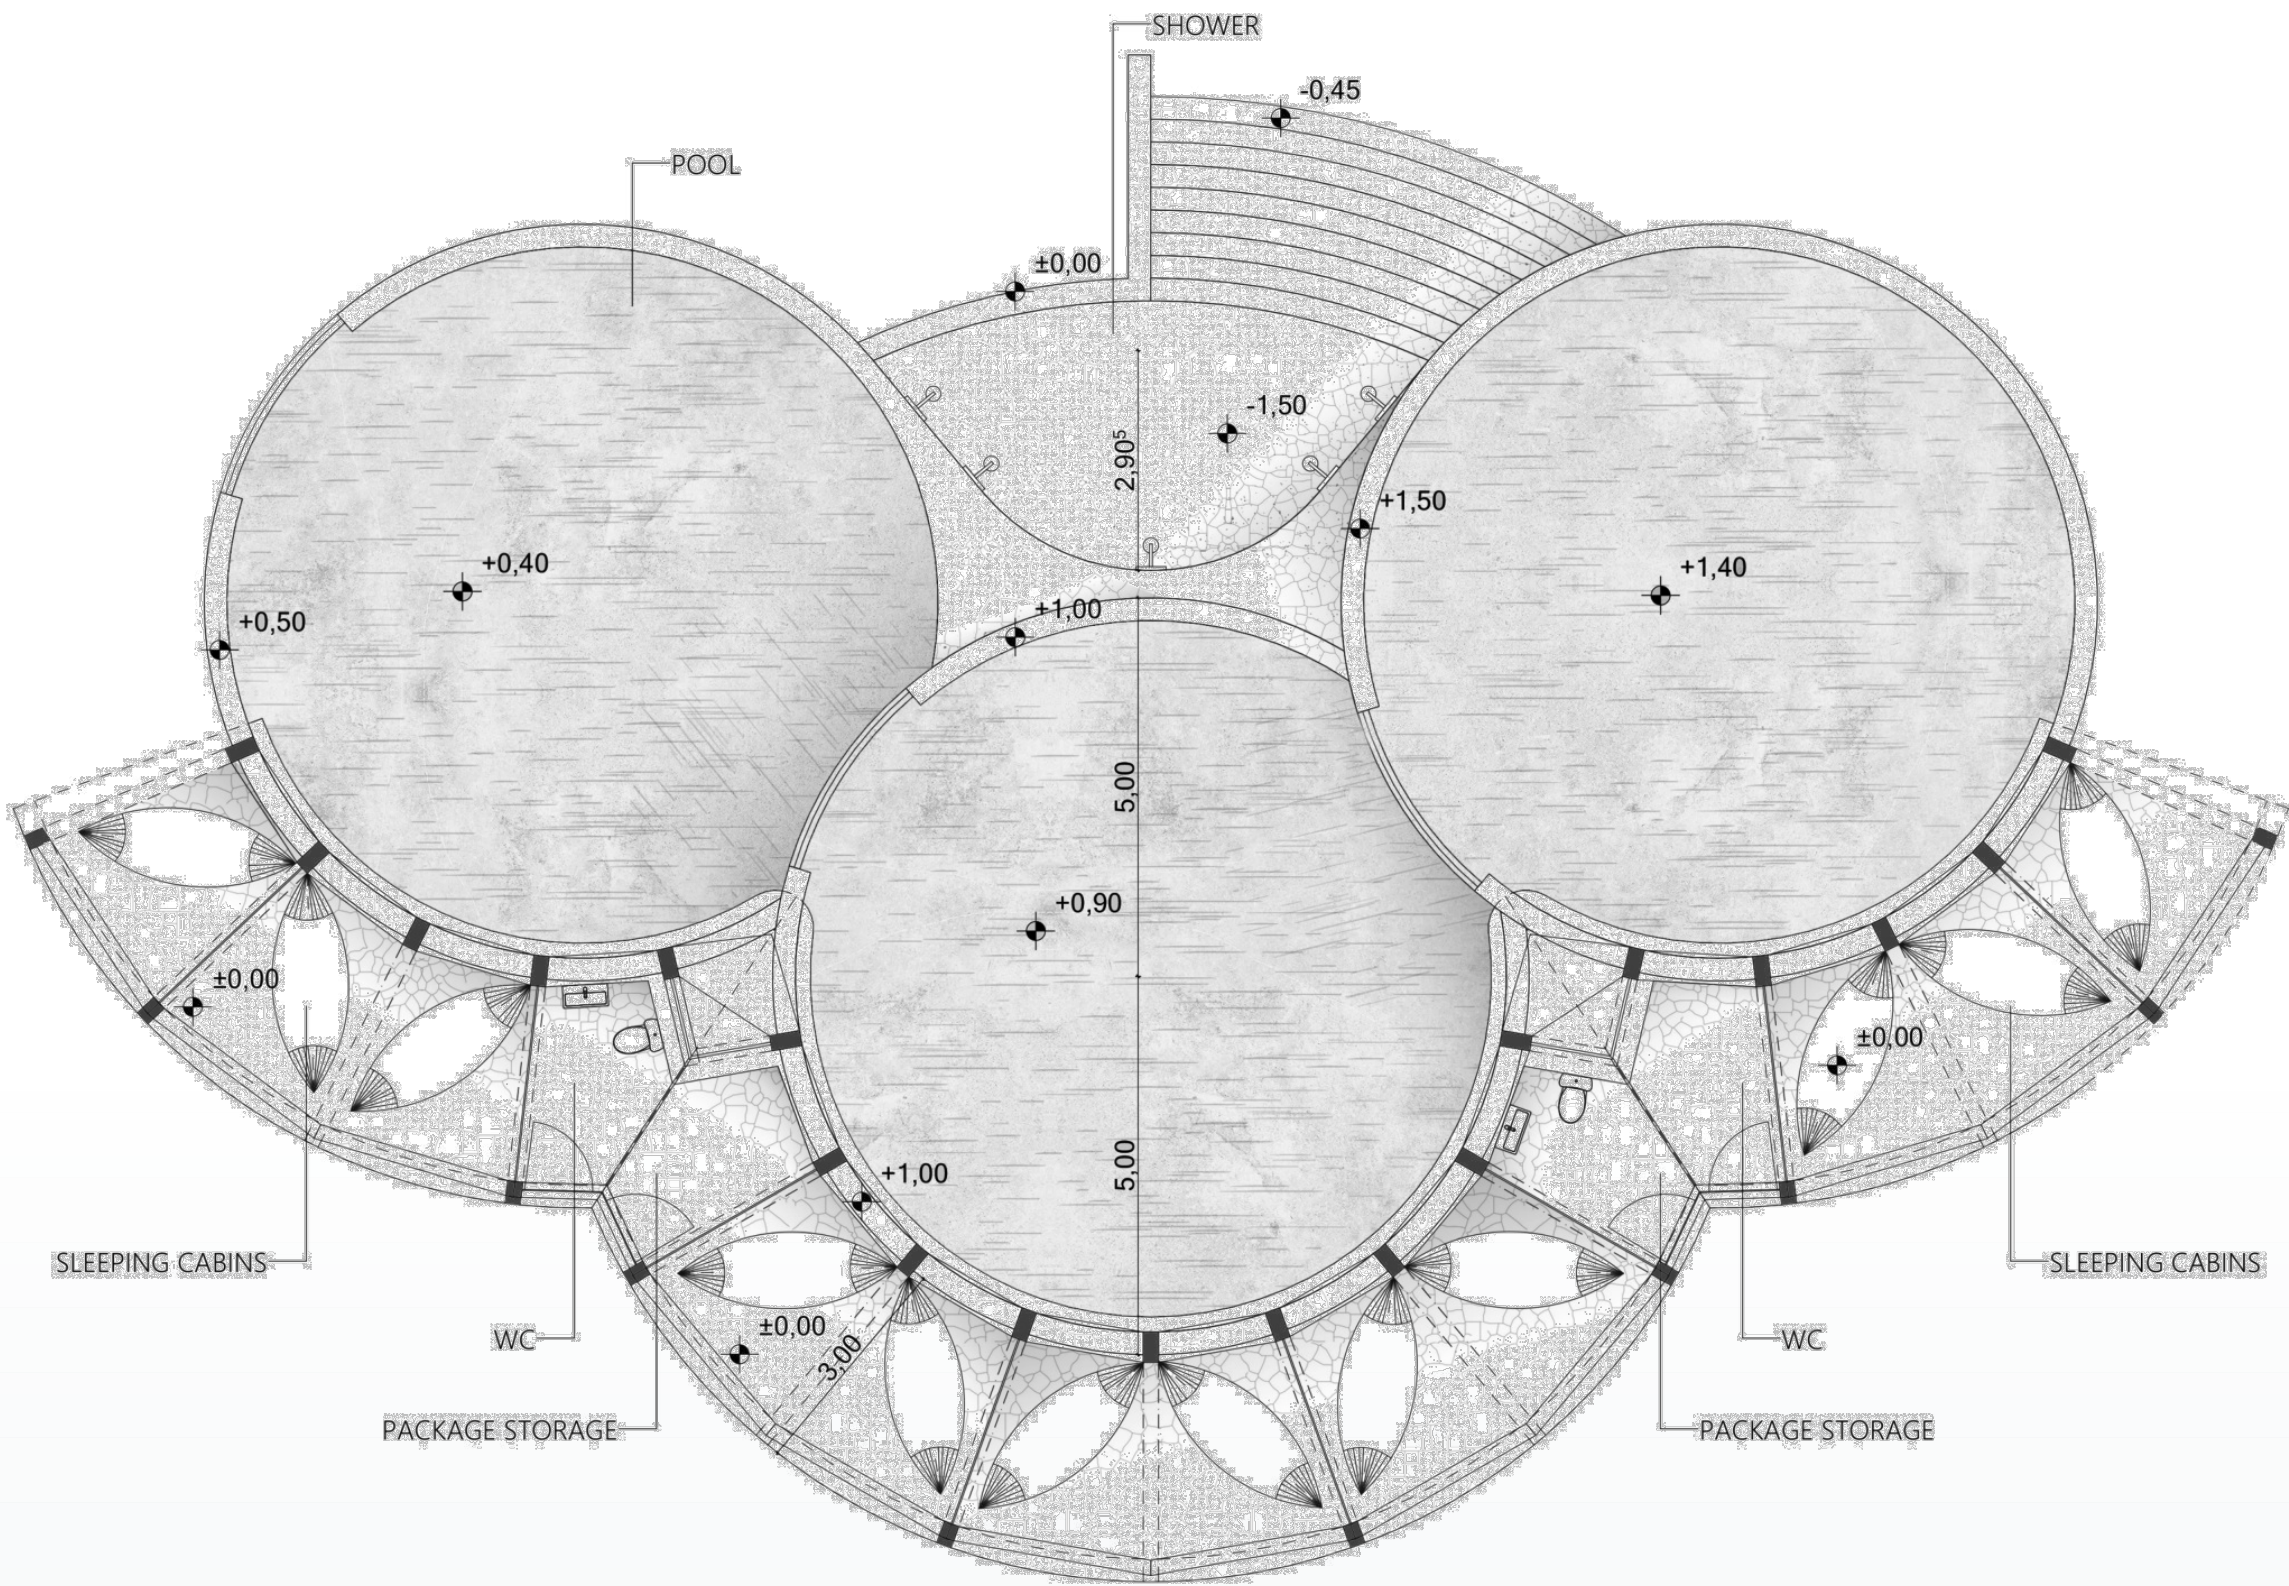 SHOWER
-0,45
POOL
±0,00
-1,50
2,90⁵
+1,50
+0,40
+1,40
+0,50
+1,00
5,00
+0,90
±0,00
±0,00
5,00
+1,00
SLEEPING CABINS
SLEEPING CABINS
±0,00
WC
WC
3,00
PACKAGE STORAGE
PACKAGE STORAGE